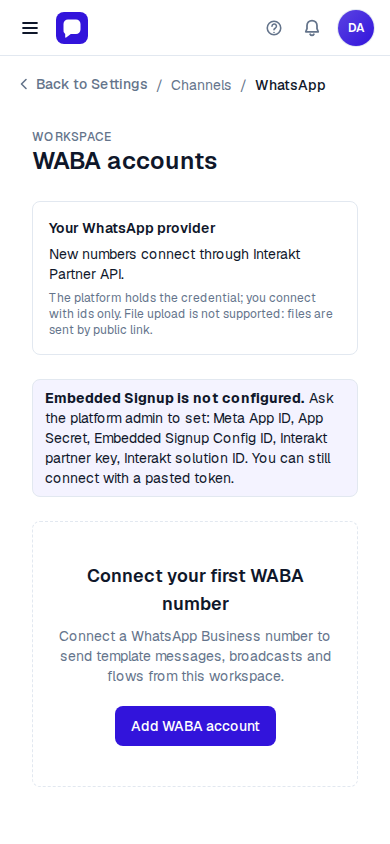 DA
Back to Settings / Channels / WhatsApp
WORKSPACE
WABA accounts
Your WhatsApp provider
New numbers connect through Interakt
Partner API.
The platform holds the credential; you connect
with ids only. File upload is not supported: files are
sent by public link.
Embedded Signup is not configured. Ask
the platform admin to set: Meta App ID, App
Secret, Embedded Signup Config ID, Interakt
partner key, Interakt solution ID. You can still
connect with a pasted token.
Connect your first WABA
number
Connect a WhatsApp Business number to
send template messages, broadcasts and
flows from this workspace.
Add WABA account